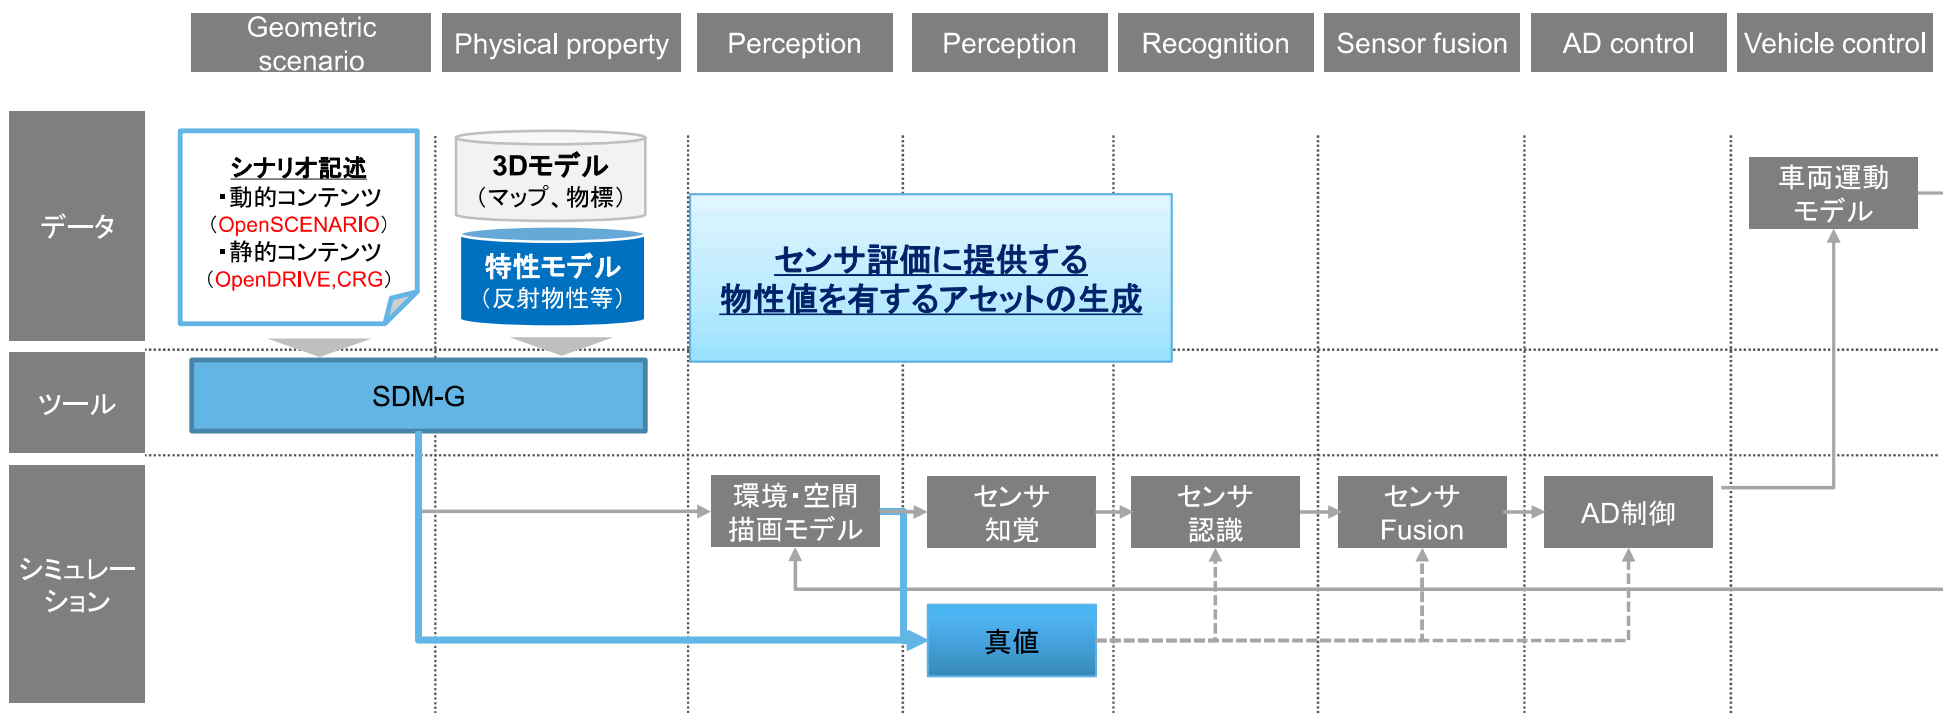 Geometric
scenario
Physical property
Perception
Perception
Recognition
Sensor fusion
AD control
Vehicle control
データ
シナリオ記述
・動的コンテンツ
（OpenSCENARIO）
・静的コンテンツ
（OpenDRIVE,CRG）
3Dモデル
（マップ、物標）
特性モデル
（反射物性等）
センサ評価に提供する
物性値を有するアセットの生成
車両運動
モデル
ツール
SDM-G
シミュレー
ション
環境・空間
描画モデル
センサ
知覚
センサ
認識
センサ
Fusion
AD制御
真値